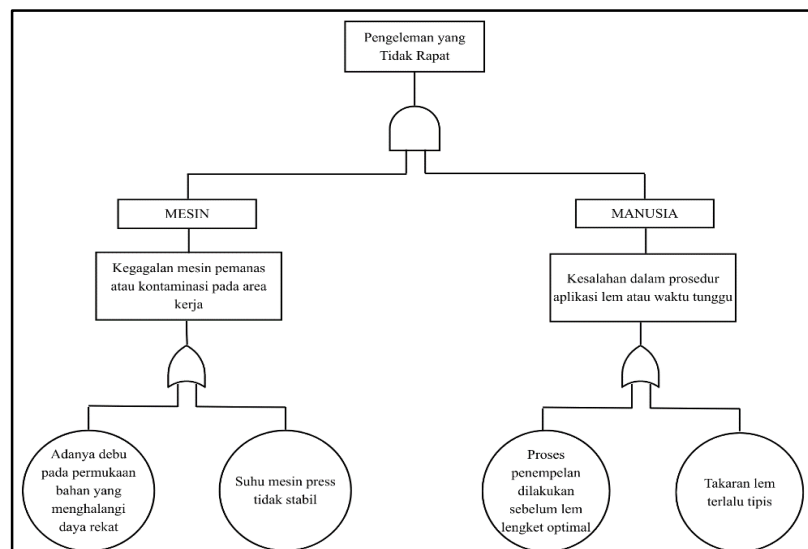 Pengeleman yang
Tidak Rapat
MESIN
MANUSIA
Kegagalan mesin pemanas
atau kontaminasi pada area
kerja
Kesalahan dalam prosedur
aplikasi lem atau waktu tunggu
Adanya debu
pada permukaan
bahan yang
menghalangi
daya rekat
Suhu mesin press
tidak stabil
Proses
penempelan
dilakukan
sebelum lem
lengket optimal
Takaran lem
terlalu tipis